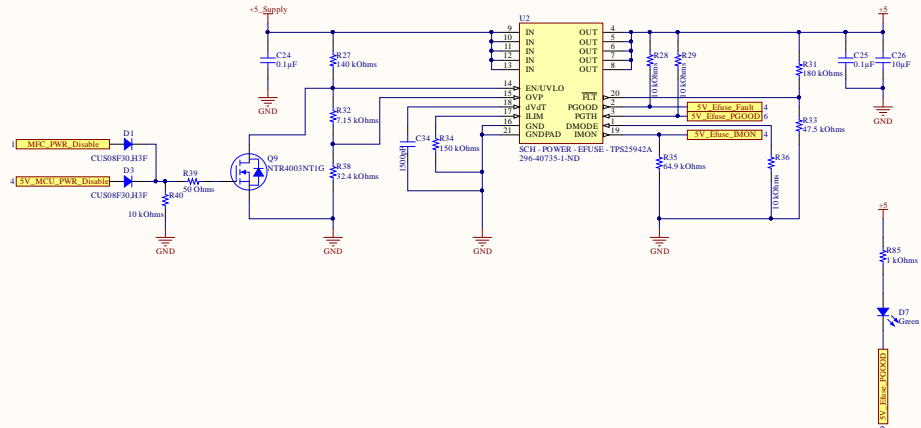 +5_Supply
+5
U2
9 IN OUT 4
10 IN OUT 5
11 IN OUT 6
12 IN OUT 7
13 IN OUT 8
14 EN/UVLO
15 OVP FLT 20
18 dVdT PGOOD 2
17 ILIM PGTH 3
16 GND DMODE 1
21 GNDPAD IMON 19
SCH - POWER - EFUSE - TPS25942A
296-40735-1-ND
C24
0.1µF
GND
R27
140 kOhms
R32
7.15 kOhms
R38
32.4 kOhms
GND
C34
1500pF
R34
150 kOhms
GND
R28
10 kOhms
R29
10 kOhms
R31
180 kOhms
C25
0.1µF
C26
10µF
GND
5V_Efuse_Fault 4
5V_Efuse_PGOOD 6
5V_Efuse_IMON 4
R33
47.5 kOhms
R35
64.9 kOhms
R36
10 kOhms
GND
1 MFC_PWR_Disable
D1
CUS08F30,H3F
4 5V_MCU_PWR_Disable
D3
CUS08F30,H3F
R39
50 Ohms
R40
10 kOhms
GND
Q9
NTR4003NT1G
+5
R85
1 kOhms
D7
Green
5V_Efuse_PGOOD